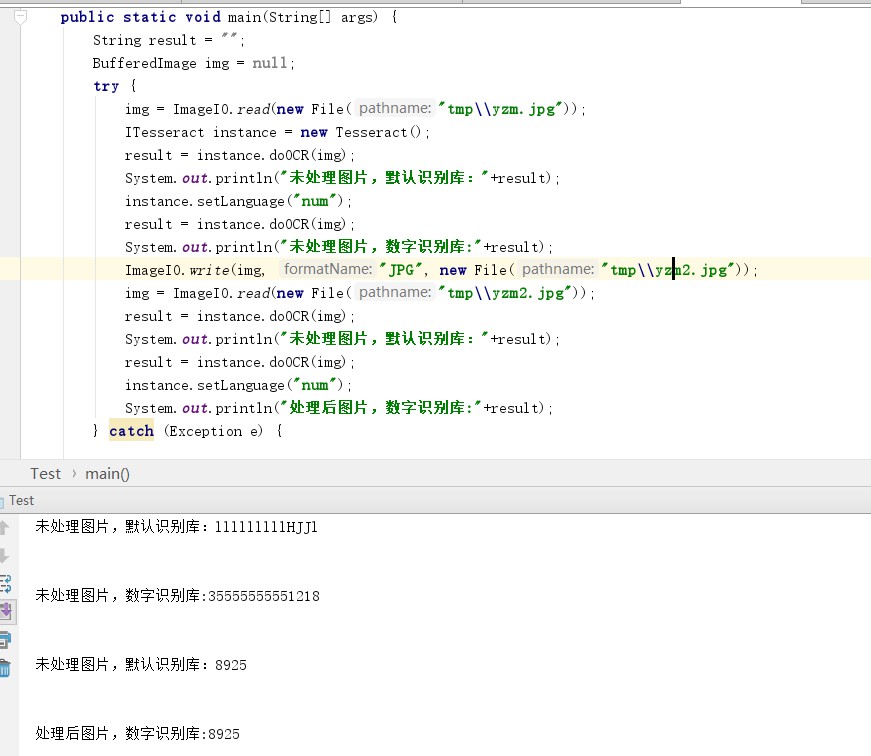 public static void main(String[] args) {
String result = "";
BufferedImage img = null;
try {
img = ImageIO.read(new File( pathname: "tmp\\yzm.jpg"));
ITesseract instance = new Tesseract();
result = instance.doOCR(img);
System.out.println("未处理图片，默认识别库："+result);
instance.setLanguage("num");
result = instance.doOCR(img);
System.out.println("未处理图片，数字识别库:"+result);
ImageIO.write(img, formatName: "JPG", new File( pathname: "tmp\\yzm2.jpg"));
img = ImageIO.read(new File( pathname: "tmp\\yzm2.jpg"));
result = instance.doOCR(img);
System.out.println("未处理图片，默认识别库："+result);
result = instance.doOCR(img);
instance.setLanguage("num");
System.out.println("处理后图片，数字识别库:"+result);
} catch (Exception e) {
Test › main()
Test
未处理图片，默认识别库：lllllllllHJJl
未处理图片，数字识别库:35555555551218
未处理图片，默认识别库：8925
处理后图片，数字识别库:8925